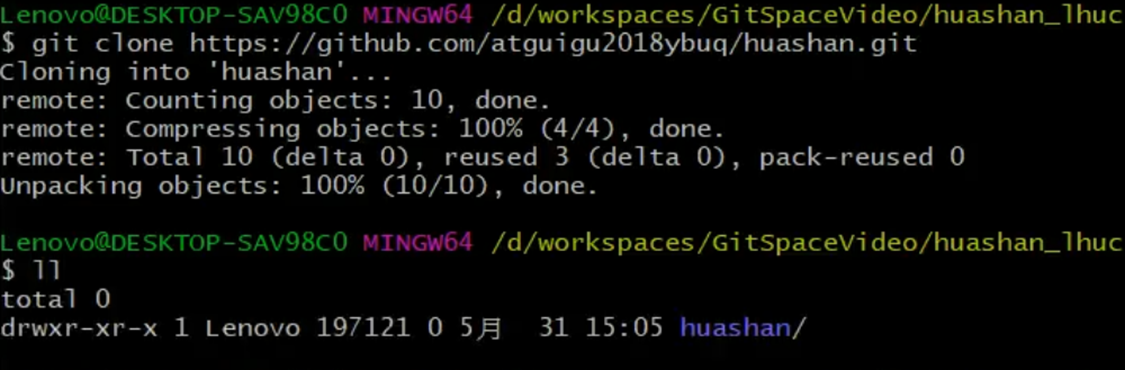 Lenovo@DESKTOP-SAV98C0 MINGW64 /d/workspaces/GitSpaceVideo/huashan_lhuc
$ git clone https://github.com/atguigu2018ybuq/huashan.git
Cloning into 'huashan'...
remote: Counting objects: 10, done.
remote: Compressing objects: 100% (4/4), done.
remote: Total 10 (delta 0), reused 3 (delta 0), pack-reused 0
Unpacking objects: 100% (10/10), done.
Lenovo@DESKTOP-SAV98C0 MINGW64 /d/workspaces/GitSpaceVideo/huashan_lhuc
$ ll
total 0
drwxr-xr-x 1 Lenovo 197121 0 5月  31 15:05 huashan/